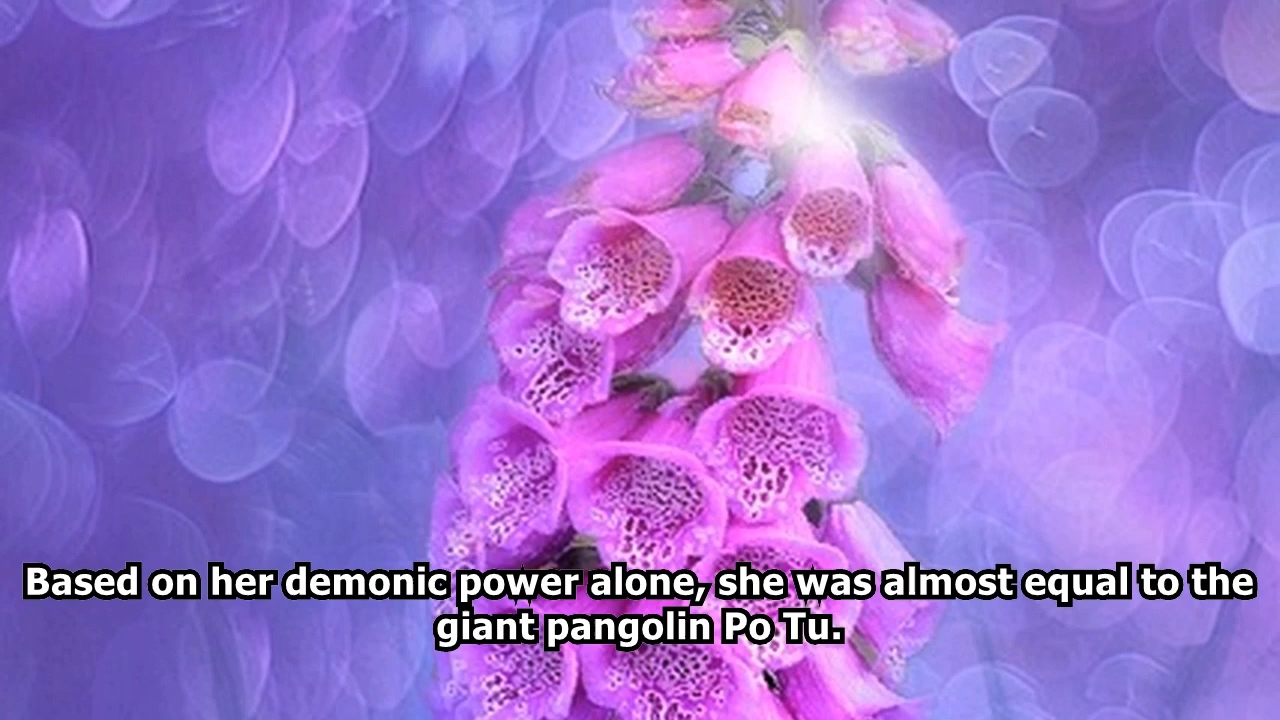 Based on her demonic power alone, she was almost equal to the
giant pangolin Po Tu.